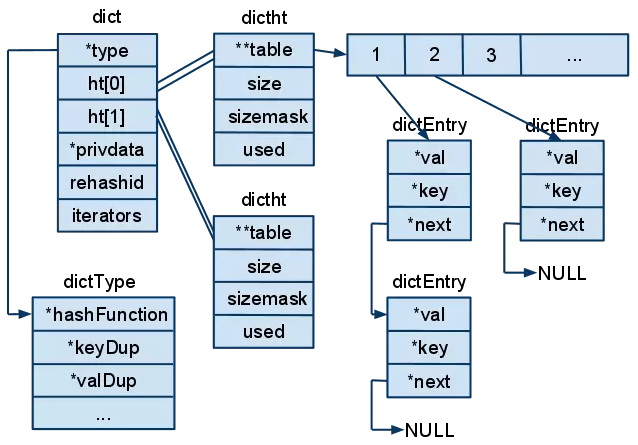 dict
*type
ht[0]
ht[1]
*privdata
rehashid
iterators
dictht
**table
size
sizemask
used
1 2 3 ...
dictEntry
*val
*key
*next
dictEntry
*val
*key
*next
NULL
dictht
**table
size
sizemask
used
dictType
*hashFunction
*keyDup
*valDup
...
dictEntry
*val
*key
*next
NULL